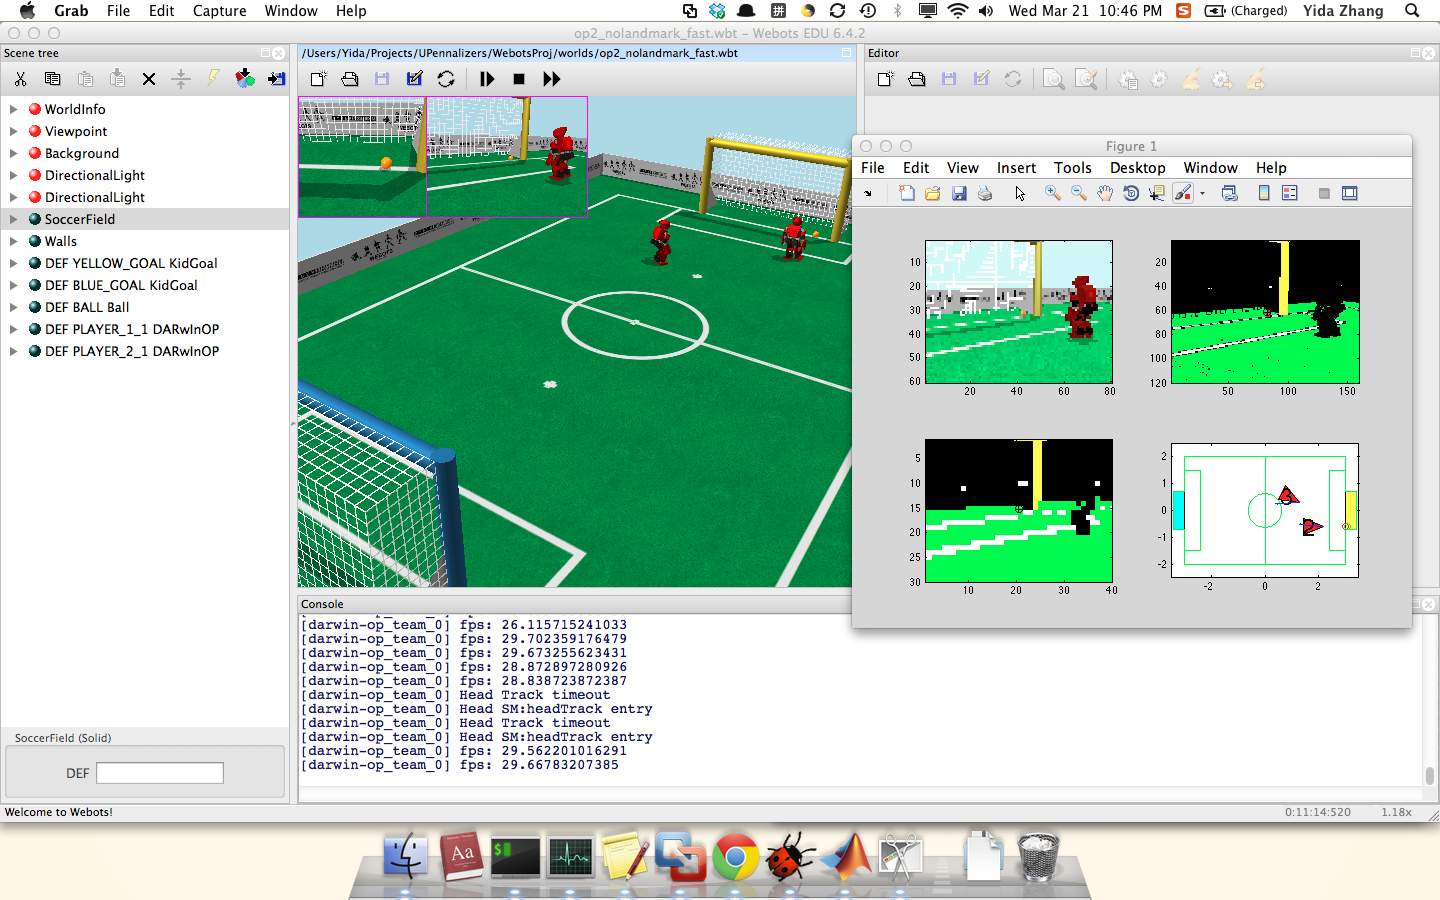 Grab File Edit Capture Window Help Wed Mar 21 10:46 PM (Charged) Yida Zhang
op2_nolandmark_fast.wbt - Webots EDU 6.4.2
Scene tree
/Users/Yida/Projects/UPennalizers/WebotsProj/worlds/op2_nolandmark_fast.wbt
Editor
WorldInfo
Viewpoint
Background
DirectionalLight
DirectionalLight
SoccerField
Walls
DEF YELLOW_GOAL KidGoal
DEF BLUE_GOAL KidGoal
DEF BALL Ball
DEF PLAYER_1_1 DARwInOP
DEF PLAYER_2_1 DARwInOP
SoccerField (Solid)
DEF
WEBOTS
Figure 1
File Edit View Insert Tools Desktop Window Help
10
20
30
40
50
60
20 40 60 80
20
40
60
80
100
120
50 100 150
5
10
15
20
25
30
10 20 30 40
2
1
0
-1
-2
-2 0 2
3
2
Console
[darwin-op_team_0] fps: 26.115715241033
[darwin-op_team_0] fps: 29.702359176479
[darwin-op_team_0] fps: 29.673255623431
[darwin-op_team_0] fps: 28.872897280926
[darwin-op_team_0] fps: 28.838723872387
[darwin-op_team_0] Head Track timeout
[darwin-op_team_0] Head SM:headTrack entry
[darwin-op_team_0] Head Track timeout
[darwin-op_team_0] Head SM:headTrack entry
[darwin-op_team_0] fps: 29.562201016291
[darwin-op_team_0] fps: 29.66783207385
Welcome to Webots!
0:11:14:520 1.18x
Aa
$